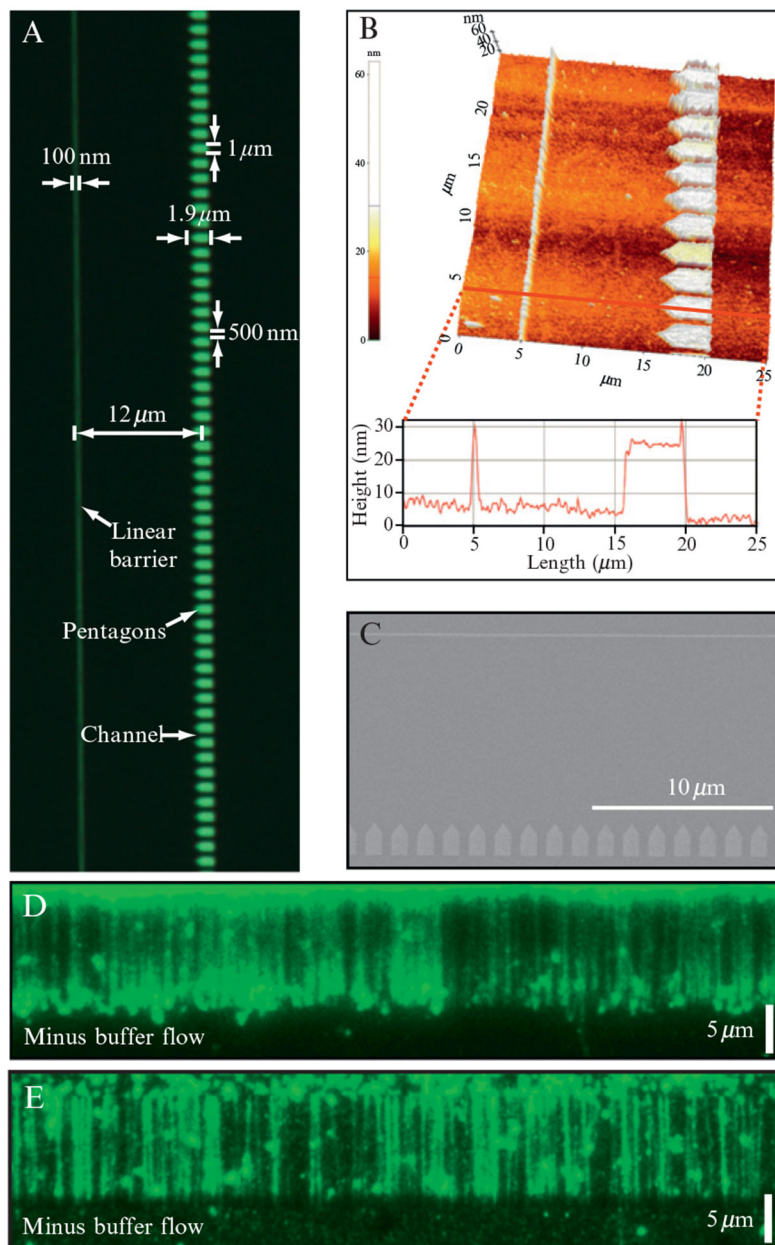 A
100 nm
1 μm
1.9 μm
500 nm
12 μm
Linear
barrier
Pentagons
Channel
B
nm
60
40
20
nm
60
40
20
0
20
15
μm
10
5
0
0
5
10
μm
15
20
25
Height (nm)
30
20
10
0
0
5
10
15
20
25
Length (μm)
C
10 μm
D
Minus buffer flow
5 μm
E
Minus buffer flow
5 μm